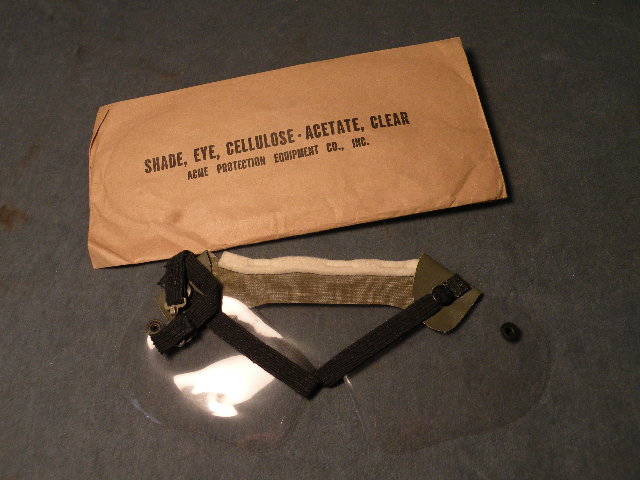 SHADE, EYE, CELLULOSE - ACETATE, CLEAR
ACME PROTECTION EQUIPMENT CO., INC.